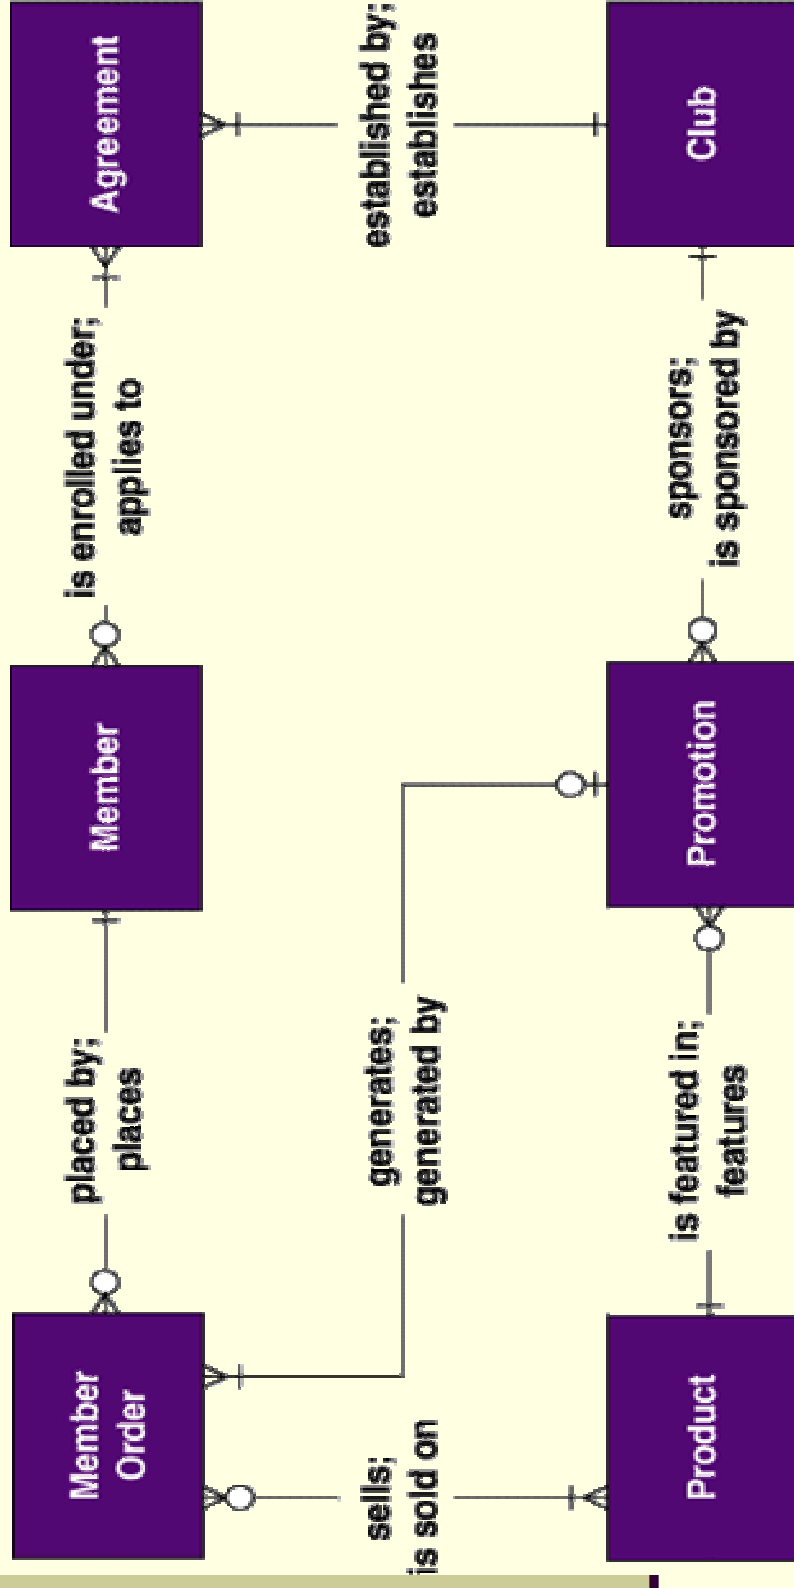 Member
Order
placed by;
places
Member
is enrolled under;
applies to
Agreement
sells;
is sold on
generates;
generated by
established by;
establishes
Product
is featured in;
features
Promotion
sponsors;
is sponsored by
Club